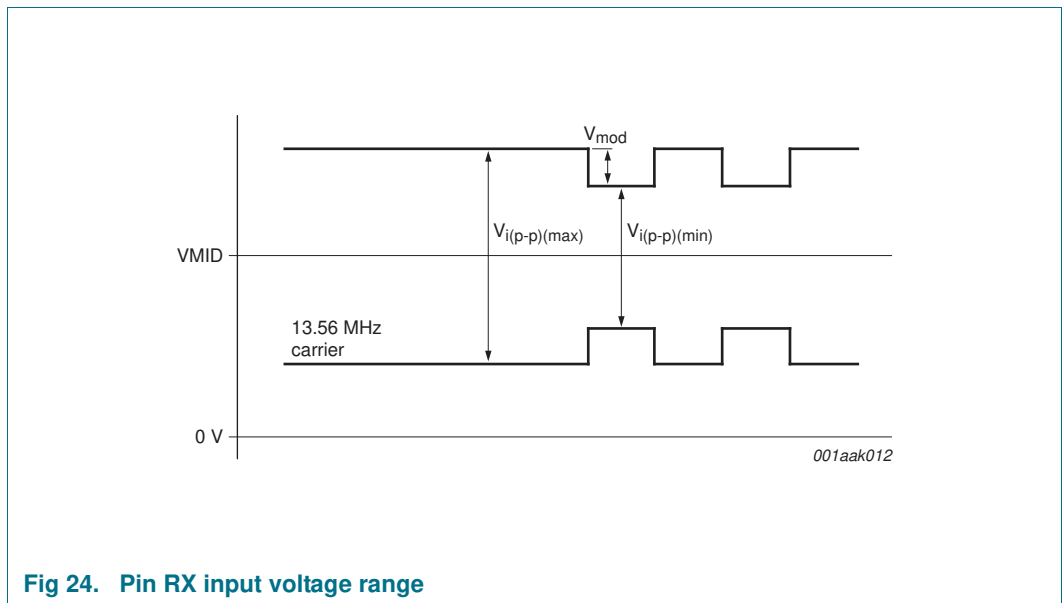 Vmod
Vi(p-p)(max)
Vi(p-p)(min)
VMID
13.56 MHz
carrier
0 V
001aak012
Fig 24. Pin RX input voltage range